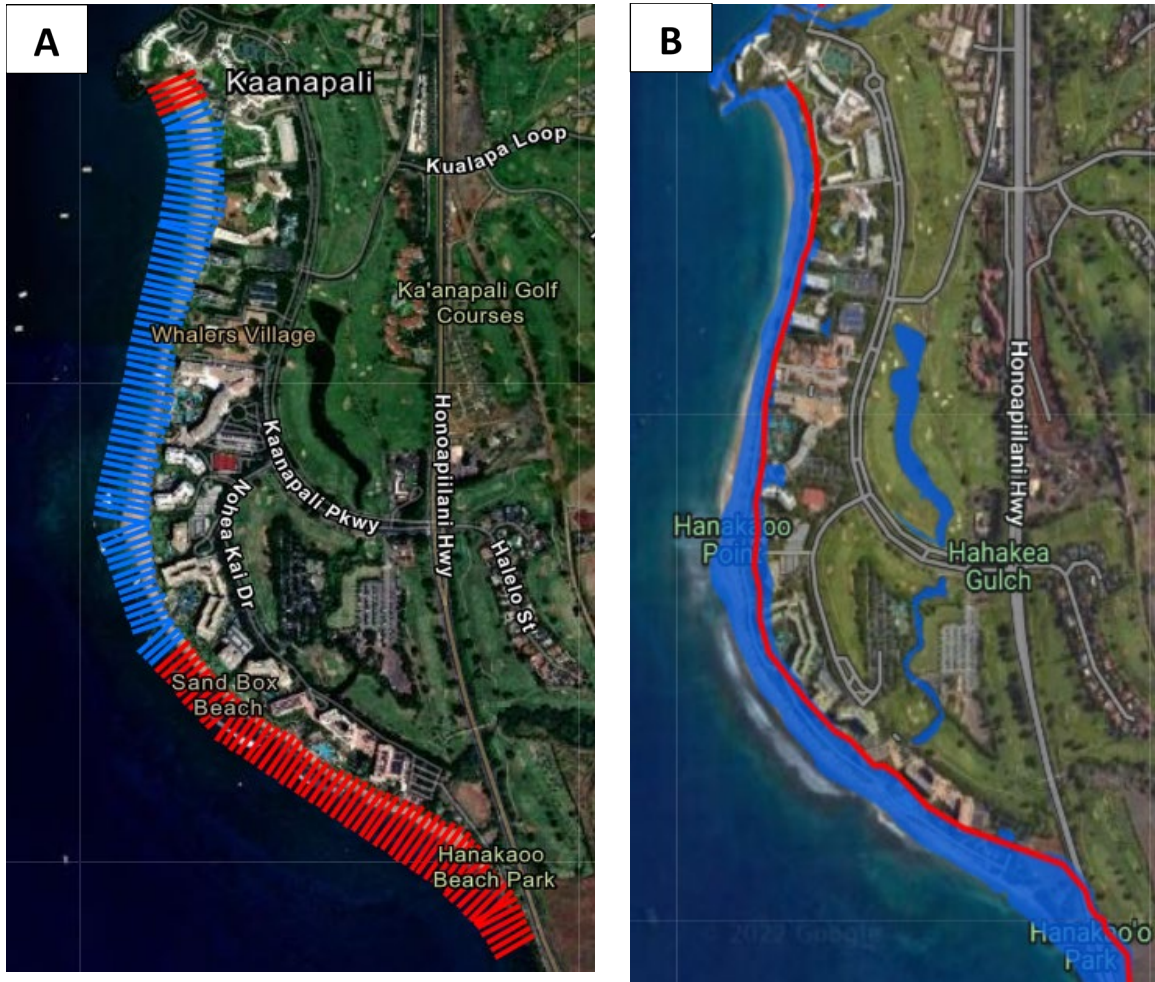 A
Kaanapali
Kualapa Loop
Ka'anapali Golf
Courses
Whalers Village
Kaanapali Pkwy
Honoapiilani Hwy
Nohea Kai Dr
Halelo St
Sand Box
Beach
Hanakaoo
Beach Park
B
Honoapiilani Hwy
Hanakaoo
Point
Hahakea
Gulch
© 2022 Google
Hanakao'o
Park